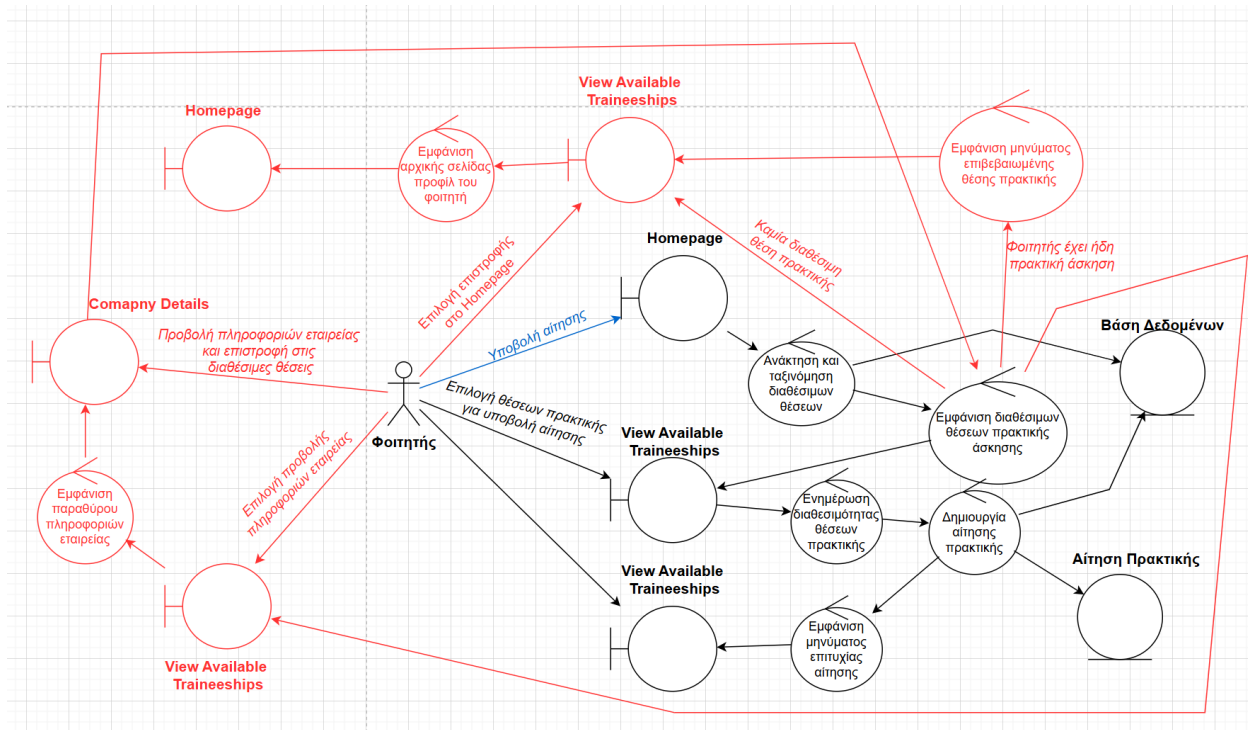 View Available
Traineeships
Homepage
Εμφάνιση
αρχικής σελίδας
προφίλ του
φοιτητή
Εμφάνιση μηνύματος
επιβεβαιωμένης
θέσης πρακτικής
Καμία διαθέσιμη
θέση πρακτικής
Φοιτητής έχει ήδη
πρακτική άσκηση
Homepage
Επιλογή επιστροφής
στο Homepage
Comapny Details
Προβολή πληροφοριών εταιρείας
και επιστροφή στις
διαθέσιμες θέσεις
Υποβολή αίτησης
Βάση Δεδομένων
Ανάκτηση και
ταξινόμηση
διαθέσιμων
θέσεων
Επιλογή θέσεων πρακτικής
για υποβολή αίτησης
Εμφάνιση διαθέσιμων
θέσεων πρακτικής
άσκησης
Φοιτητής
View Available
Traineeships
Επιλογή προβολής
πληροφοριών εταιρείας
Εμφάνιση
παραθύρου
πληροφοριών
εταιρείας
Ενημέρωση
διαθεσιμότητας
θέσεων
πρακτικής
Δημιουργία
αίτησης
πρακτικής
Αίτηση Πρακτικής
View Available
Traineeships
Εμφάνιση
μηνύματος
επιτυχίας
αίτησης
View Available
Traineeships